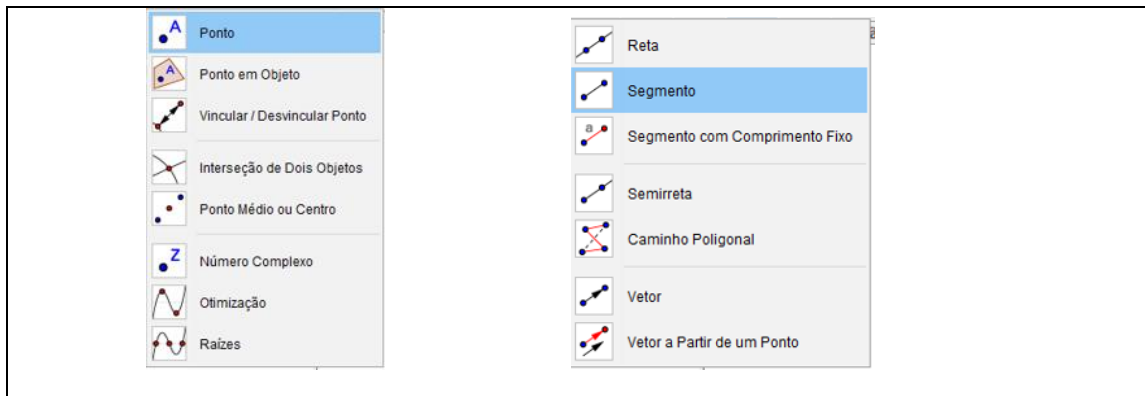 Ponto
Ponto em Objeto
Vincular / Desvincular Ponto
Interseção de Dois Objetos
Ponto Médio ou Centro
Número Complexo
Otimização
Raízes
Reta
Segmento
Segmento com Comprimento Fixo
Semirreta
Caminho Poligonal
Vetor
Vetor a Partir de um Ponto